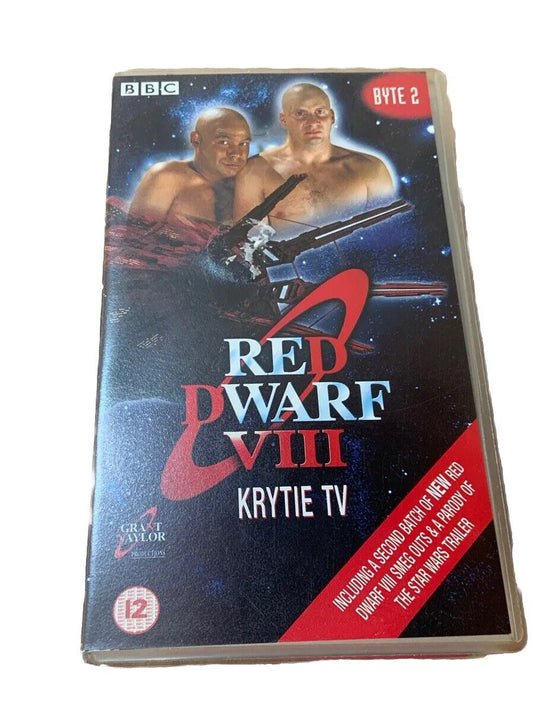 BBC
BYTE 2
RED
DWARF
VIII
KRYTIE TV
INCLUDING A SECOND BATCH OF NEW RED
DWARF VIII SMEG OUTS & A PARODY OF
THE STAR WARS TRAILER
GRANT
NAYLOR
PRODUCTIONS
12